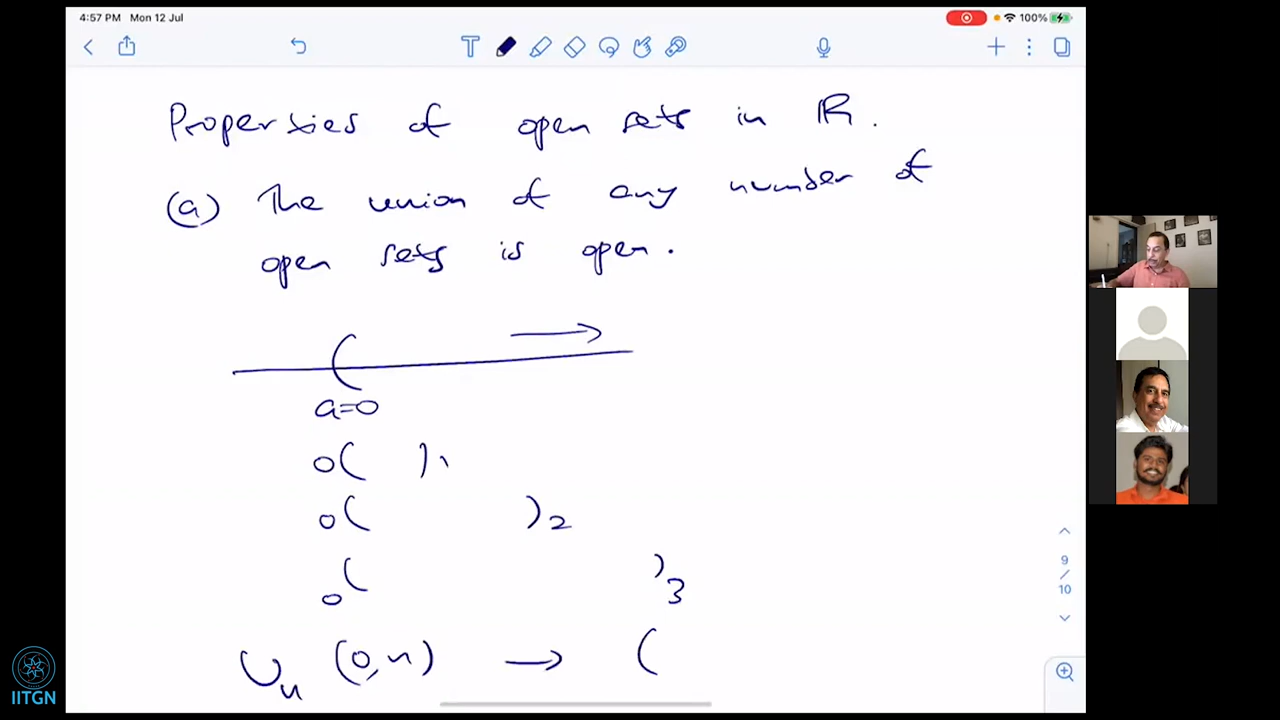 4:57 PM Mon 12 Jul
100%
Properties of open sets in ℝ.
(a) The union of any number of
open sets is open.
a=0
0( )1
0( )2
0( )3
∪n (0,n) → (
9
/
10
IITGN